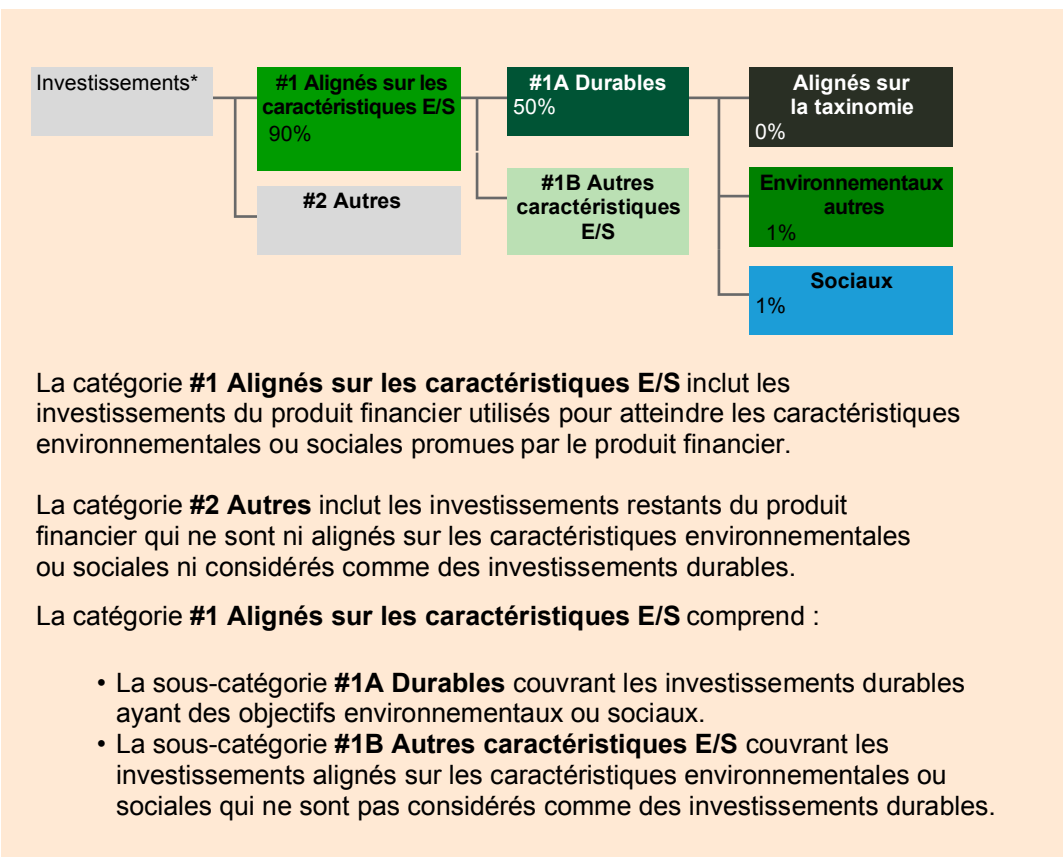 Investissements*
#1 Alignés sur les
caractéristiques E/S
90%
#2 Autres
#1A Durables
50%
#1B Autres
caractéristiques
E/S
Alignés sur
la taxinomie
0%
Environnementaux
autres
1%
Sociaux
1%
La catégorie #1 Alignés sur les caractéristiques E/S inclut les
investissements du produit financier utilisés pour atteindre les caractéristiques
environnementales ou sociales promues par le produit financier.
La catégorie #2 Autres inclut les investissements restants du produit
financier qui ne sont ni alignés sur les caractéristiques environnementales
ou sociales ni considérés comme des investissements durables.
La catégorie #1 Alignés sur les caractéristiques E/S comprend :
• La sous-catégorie #1A Durables couvrant les investissements durables
ayant des objectifs environnementaux ou sociaux.
• La sous-catégorie #1B Autres caractéristiques E/S couvrant les
investissements alignés sur les caractéristiques environnementales ou
sociales qui ne sont pas considérés comme des investissements durables.